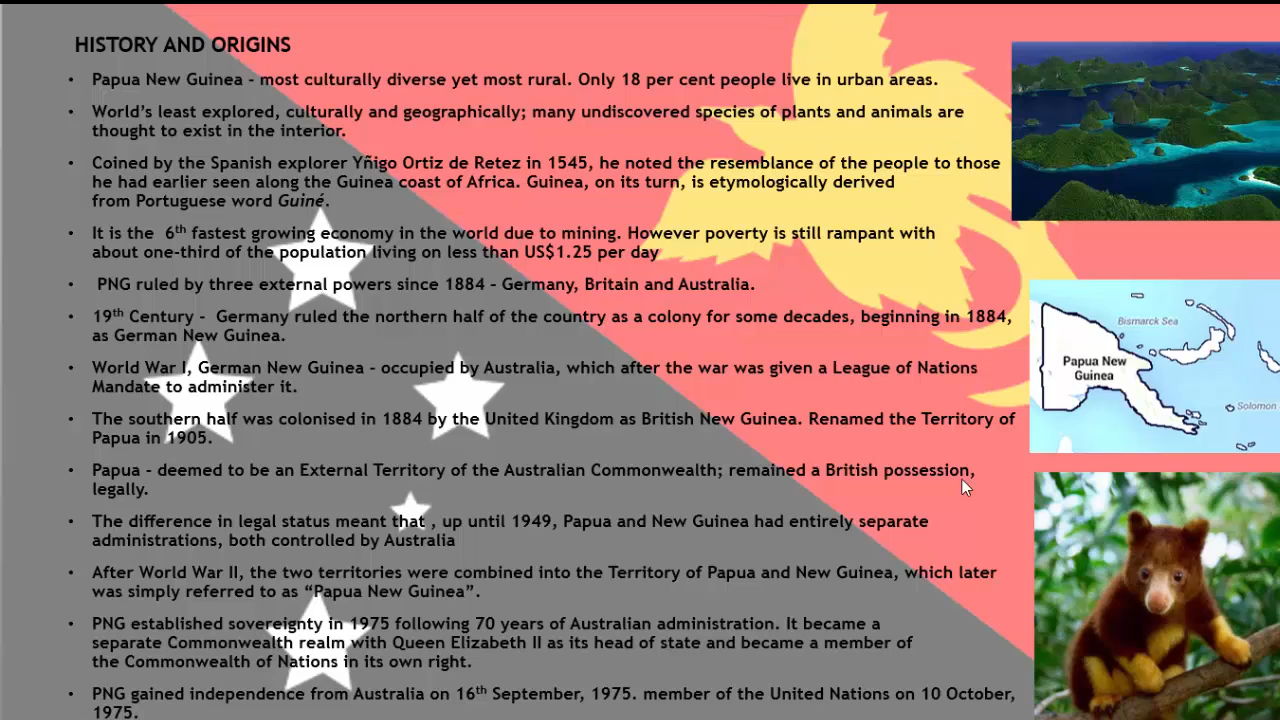 HISTORY AND ORIGINS
• Papua New Guinea - most culturally diverse yet most rural. Only 18 per cent people live in urban areas.
• World's least explored, culturally and geographically; many undiscovered species of plants and animals are
thought to exist in the interior.
• Coined by the Spanish explorer Yñigo Ortiz de Retez in 1545, he noted the resemblance of the people to those
he had earlier seen along the Guinea coast of Africa. Guinea, on its turn, is etymologically derived
from Portuguese word Guiné.
• It is the 6th fastest growing economy in the world due to mining. However poverty is still rampant with
about one-third of the population living on less than US$1.25 per day
• PNG ruled by three external powers since 1884 – Germany, Britain and Australia.
• 19th Century - Germany ruled the northern half of the country as a colony for some decades, beginning in 1884,
as German New Guinea.
• World War I, German New Guinea - occupied by Australia, which after the war was given a League of Nations
Mandate to administer it.
• The southern half was colonised in 1884 by the United Kingdom as British New Guinea. Renamed the Territory of
Papua in 1905.
• Papua - deemed to be an External Territory of the Australian Commonwealth; remained a British possession,
legally.
• The difference in legal status meant that , up until 1949, Papua and New Guinea had entirely separate
administrations, both controlled by Australia
• After World War II, the two territories were combined into the Territory of Papua and New Guinea, which later
was simply referred to as “Papua New Guinea”.
• PNG established sovereignty in 1975 following 70 years of Australian administration. It became a
separate Commonwealth realm with Queen Elizabeth II as its head of state and became a member of
the Commonwealth of Nations in its own right.
• PNG gained independence from Australia on 16th September, 1975. member of the United Nations on 10 October,
1975.
Bismarck Sea
Papua New
Guinea
Solomon